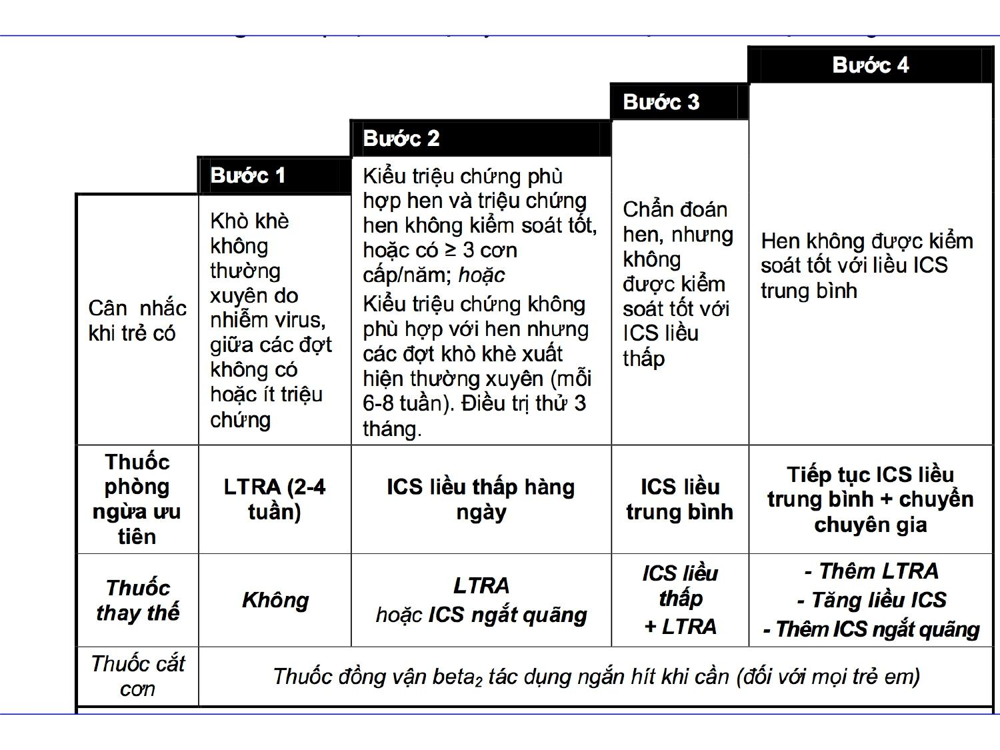 Bước 4
Bước 3
Bước 2
Bước 1
Cân nhắc
khi trẻ có
Khò khè
không
thường
xuyên do
nhiễm virus,
giữa các đợt
không có
hoặc ít triệu
chứng
Kiểu triệu chứng phù
hợp hen và triệu chứng
hen không kiểm soát tốt,
hoặc có ≥ 3 cơn
cấp/năm; hoặc
Kiểu triệu chứng không
phù hợp với hen nhưng
các đợt khò khè xuất
hiện thường xuyên (mỗi
6-8 tuần). Điều trị thử 3
tháng.
Chẩn đoán
hen, nhưng
không
được kiểm
soát tốt với
ICS liều
thấp
Hen không được kiểm
soát tốt với liều ICS
trung bình
Thuốc
phòng
ngừa ưu
tiên
LTRA (2-4
tuần)
ICS liều thấp hàng
ngày
ICS liều
trung bình
Tiếp tục ICS liều
trung bình + chuyển
chuyên gia
Thuốc
thay thế
Không
LTRA
hoặc ICS ngắt quãng
ICS liều
thấp
+ LTRA
- Thêm LTRA
- Tăng liều ICS
- Thêm ICS ngắt quãng
Thuốc cắt
cơn
Thuốc đồng vận beta2 tác dụng ngắn hít khi cần (đối với mọi trẻ em)